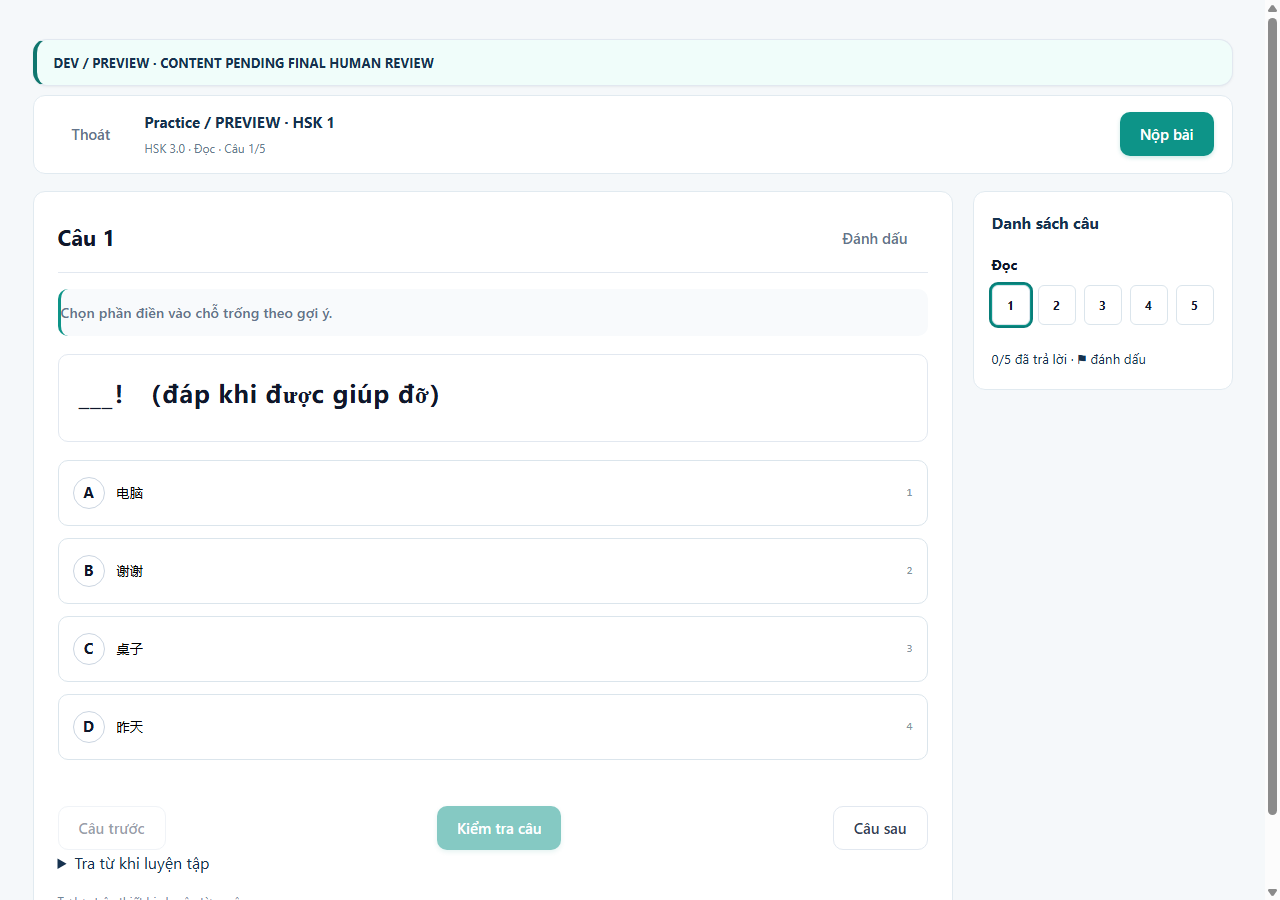 DEV / PREVIEW · CONTENT PENDING FINAL HUMAN REVIEW
Thoát
Practice / PREVIEW · HSK 1
HSK 3.0 · Đọc · Câu 1/5
Nộp bài
Câu 1
Đánh dấu
Chọn phần điền vào chỗ trống theo gợi ý.
___! (đáp khi được giúp đỡ)
A 电脑 1
B 谢谢 2
C 桌子 3
D 昨天 4
Câu trước
Kiểm tra câu
Câu sau
Tra từ khi luyện tập
Danh sách câu
Đọc
1 2 3 4 5
0/5 đã trả lời · ⚑ đánh dấu